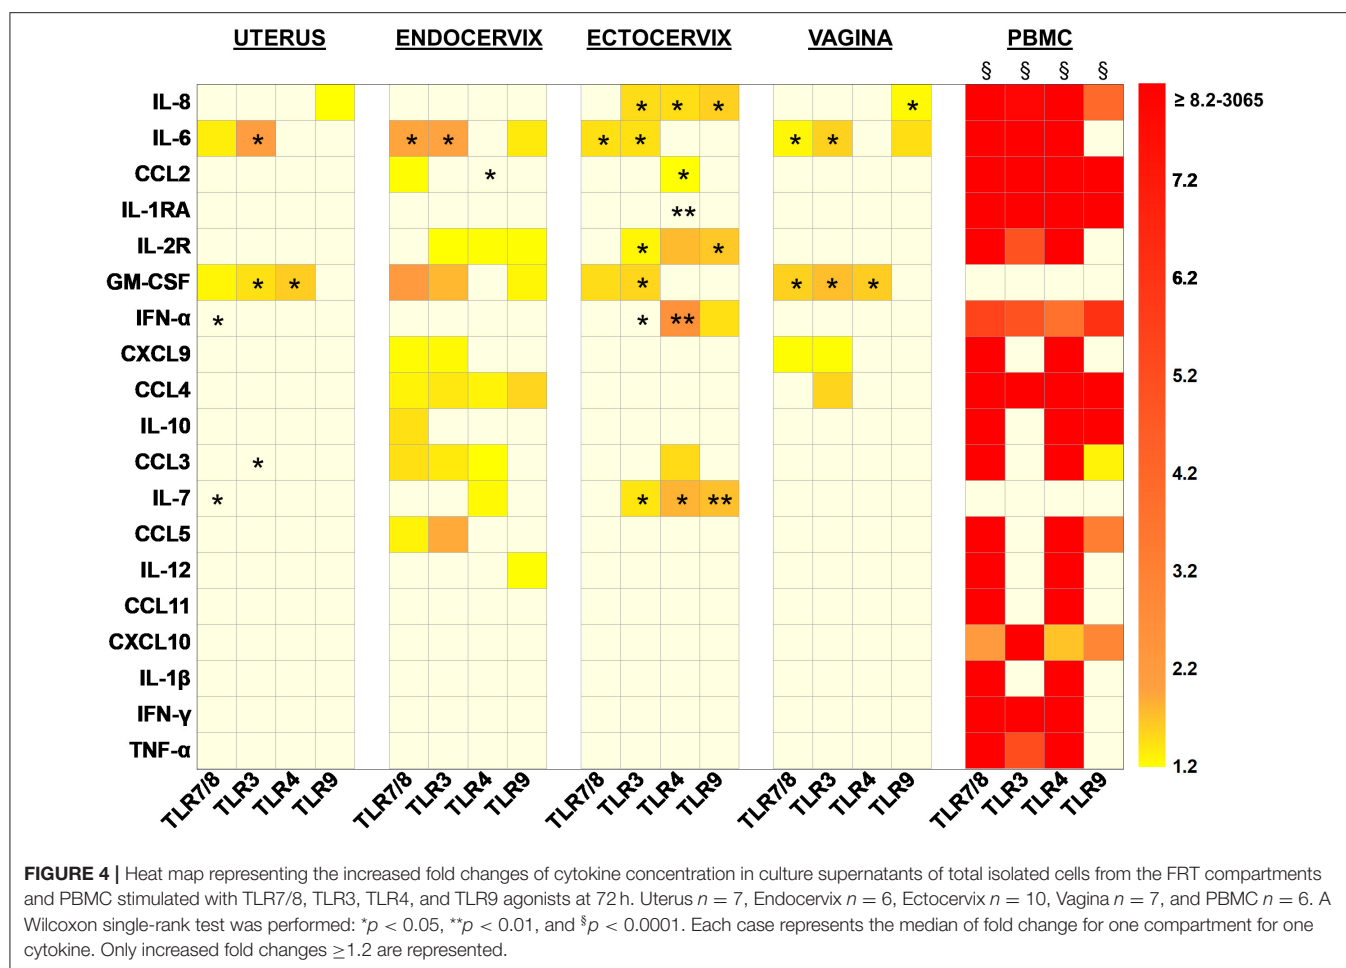 UTERUS ENDOCERVIX ECTOCERVIX VAGINA PBMC
§ § § §
IL-8 * * * * ≥ 8.2-3065
IL-6 * * * * * * *
CCL2 * * 7.2
IL-1RA **
IL-2R * *
GM-CSF * * * * * * 6.2
IFN-α * * **
CXCL9
CCL4 5.2
IL-10
CCL3 * 4.2
IL-7 * * * **
CCL5
IL-12 3.2
CCL11
CXCL10
IL-1β 2.2
IFN-γ
TNF-α 1.2
TLR7/8 TLR3 TLR4 TLR9 TLR7/8 TLR3 TLR4 TLR9 TLR7/8 TLR3 TLR4 TLR9 TLR7/8 TLR3 TLR4 TLR9 TLR7/8 TLR3 TLR4 TLR9
FIGURE 4 | Heat map representing the increased fold changes of cytokine concentration in culture supernatants of total isolated cells from the FRT compartments
and PBMC stimulated with TLR7/8, TLR3, TLR4, and TLR9 agonists at 72 h. Uterus n = 7, Endocervix n = 6, Ectocervix n = 10, Vagina n = 7, and PBMC n = 6. A
Wilcoxon single-rank test was performed: *p < 0.05, **p < 0.01, and §p < 0.0001. Each case represents the median of fold change for one compartment for one
cytokine. Only increased fold changes ≥1.2 are represented.